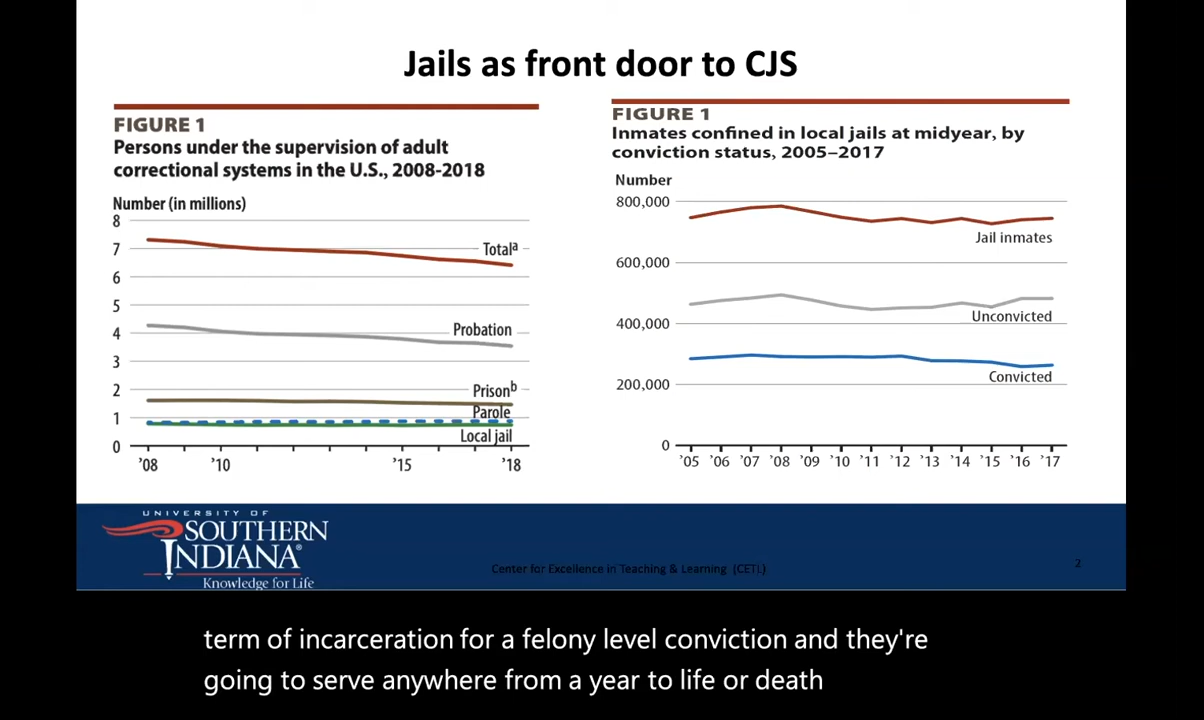 Jails as front door to CJS
FIGURE 1
Persons under the supervision of adult
correctional systems in the U.S., 2008-2018
Number (in millions)
8
7
6
5
4
3
2
1
0
Totalᵃ
Probation
Prisonᵇ
Parole
Local jail
'08 '10 '15 '18
FIGURE 1
Inmates confined in local jails at midyear, by
conviction status, 2005–2017
Number
800,000
600,000
400,000
200,000
0
Jail inmates
Unconvicted
Convicted
'05 '06 '07 '08 '09 '10 '11 '12 '13 '14 '15 '16 '17
UNIVERSITY OF
SOUTHERN
INDIANA®
Knowledge for Life
Center for Excellence in Teaching & Learning (CETL)
2
term of incarceration for a felony level conviction and they're
going to serve anywhere from a year to life or death